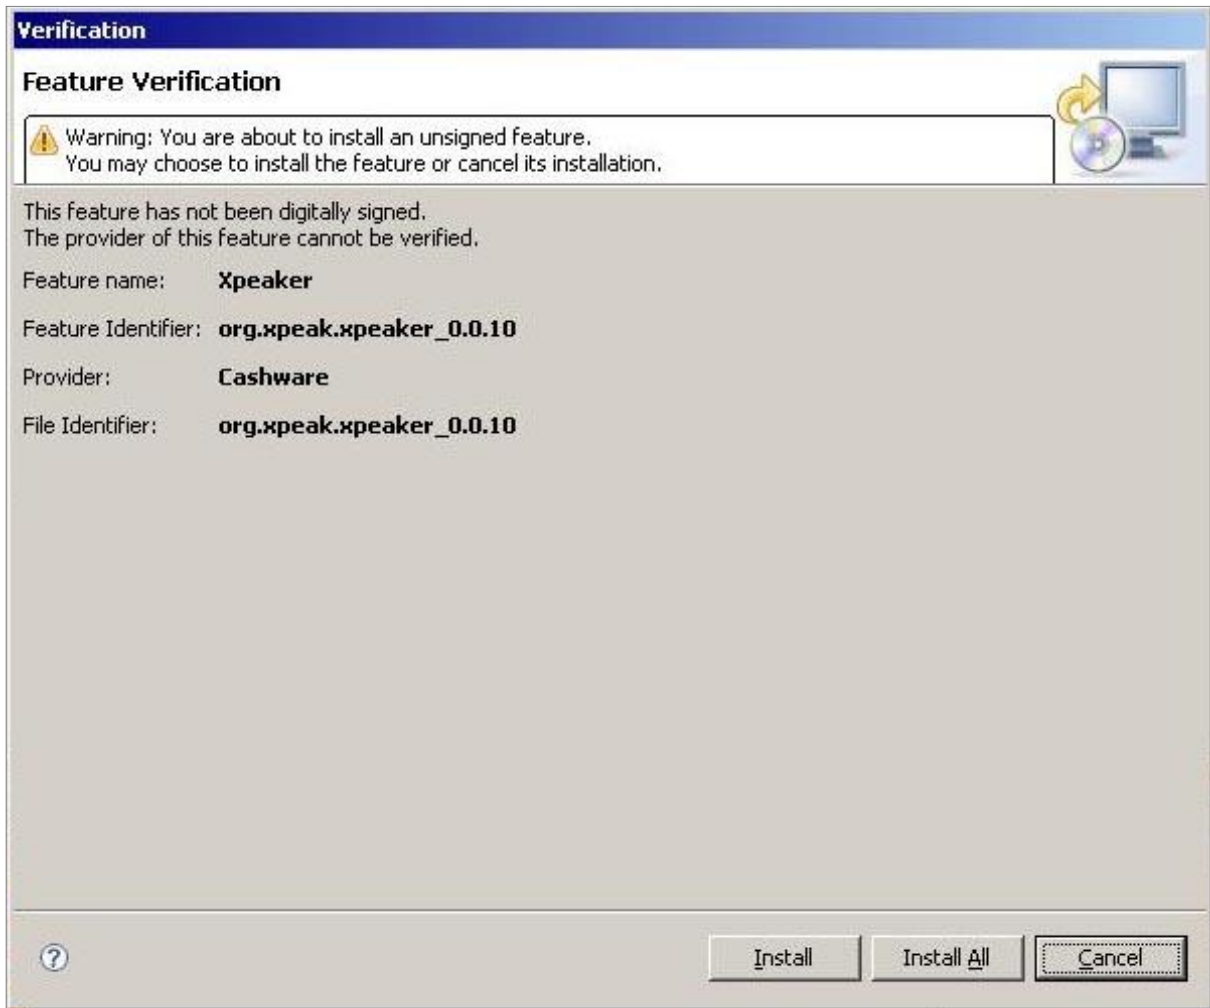 Verification
Feature Verification
Warning: You are about to install an unsigned feature.
You may choose to install the feature or cancel its installation.
This feature has not been digitally signed.
The provider of this feature cannot be verified.
Feature name: Xpeaker
Feature Identifier: org.xpeak.xpeaker_0.0.10
Provider: Cashware
File Identifier: org.xpeak.xpeaker_0.0.10
? Install Install All Cancel